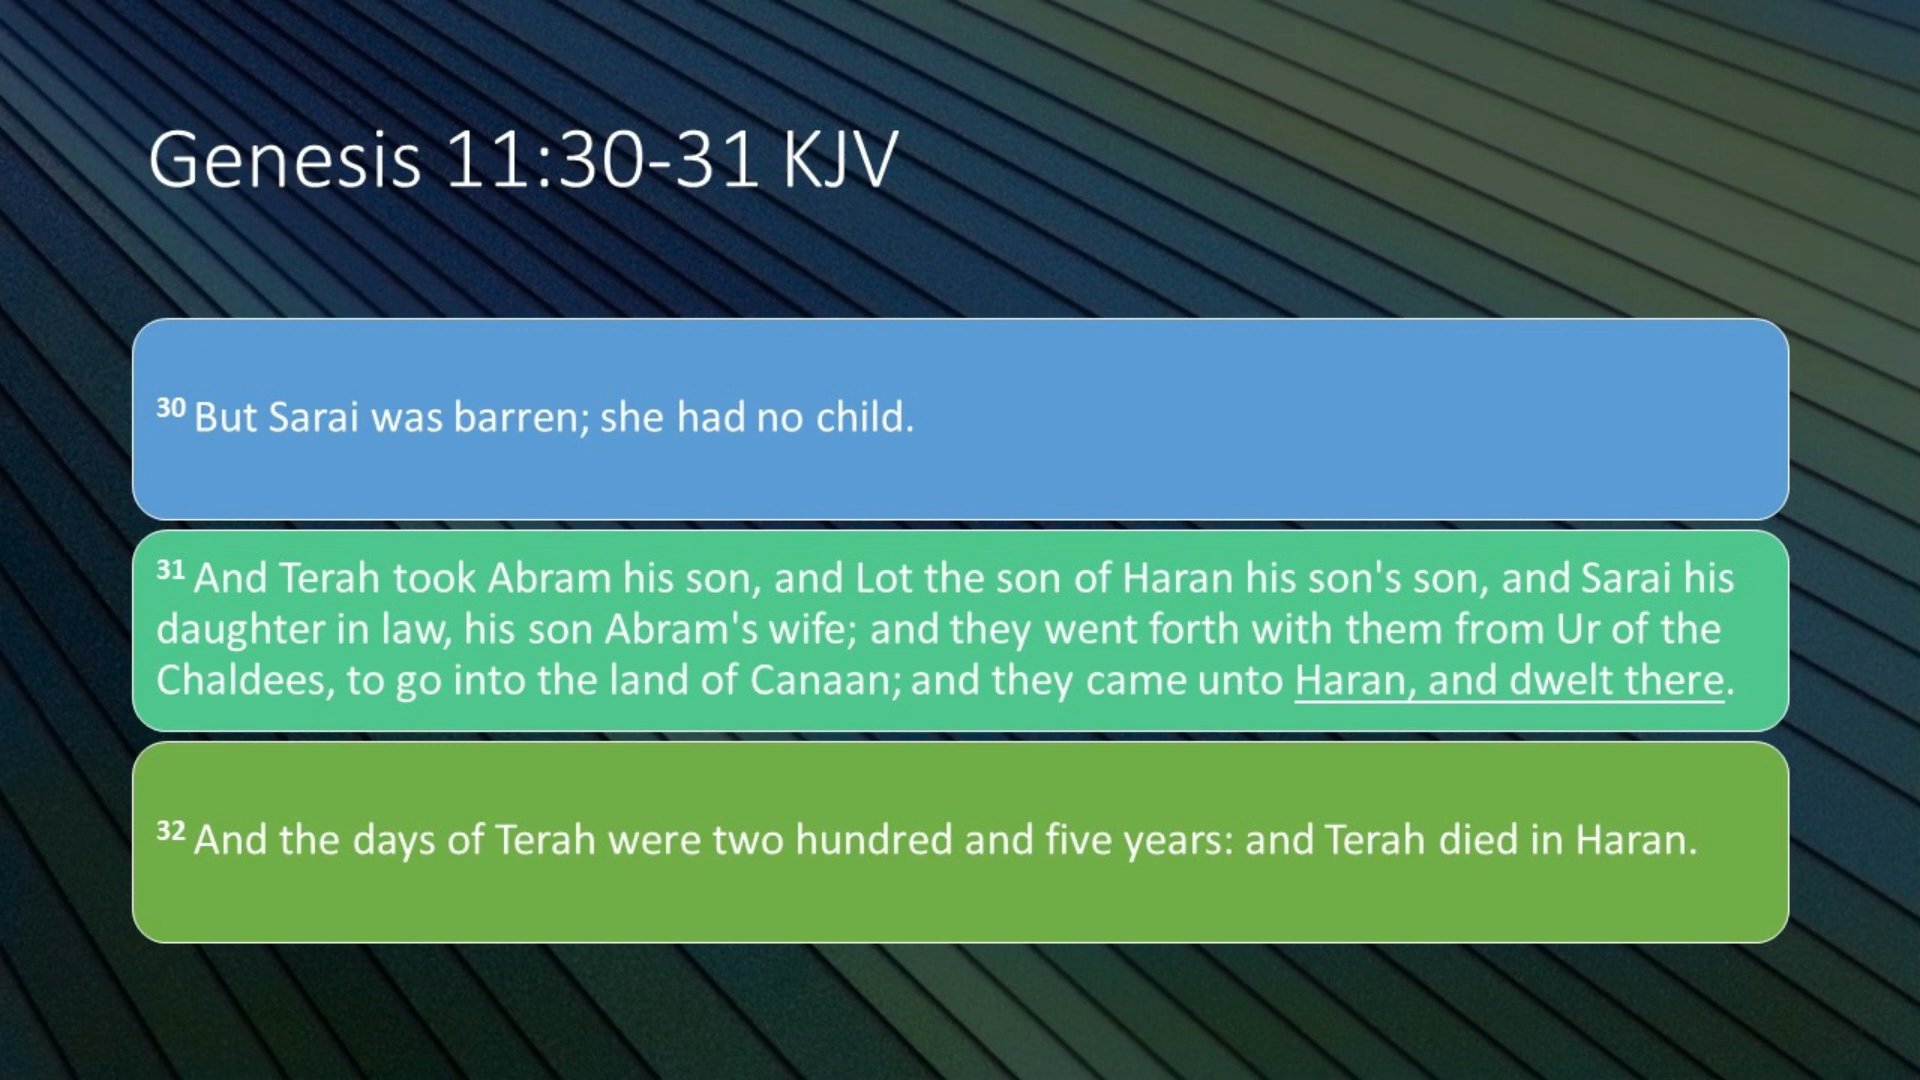 Genesis 11:30-31 KJV
30 But Sarai was barren; she had no child.
31 And Terah took Abram his son, and Lot the son of Haran his son's son, and Sarai his
daughter in law, his son Abram's wife; and they went forth with them from Ur of the
Chaldees, to go into the land of Canaan; and they came unto Haran, and dwelt there.
32 And the days of Terah were two hundred and five years: and Terah died in Haran.